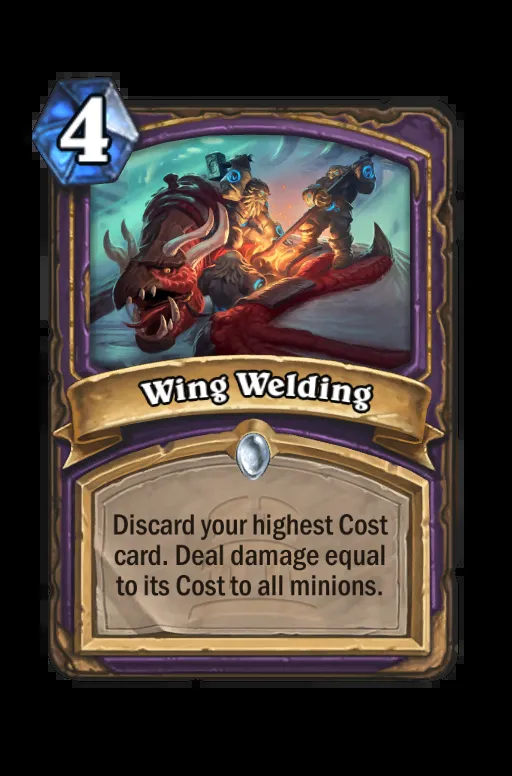 4
Wing Welding
Discard your highest Cost
card. Deal damage equal
to its Cost to all minions.